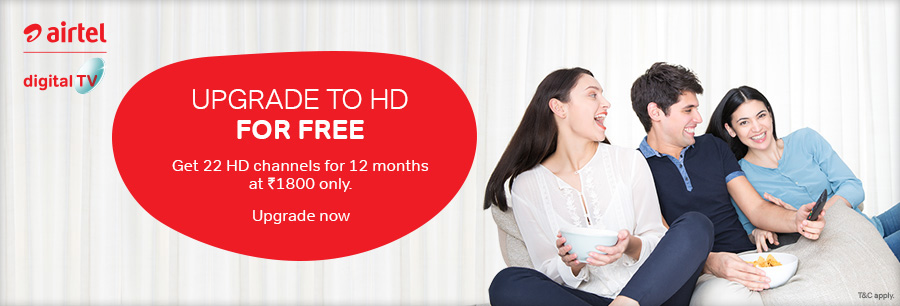 airtel
digital TV
UPGRADE TO HD
FOR FREE
Get 22 HD channels for 12 months
at ₹1800 only.
Upgrade now
T&C apply.